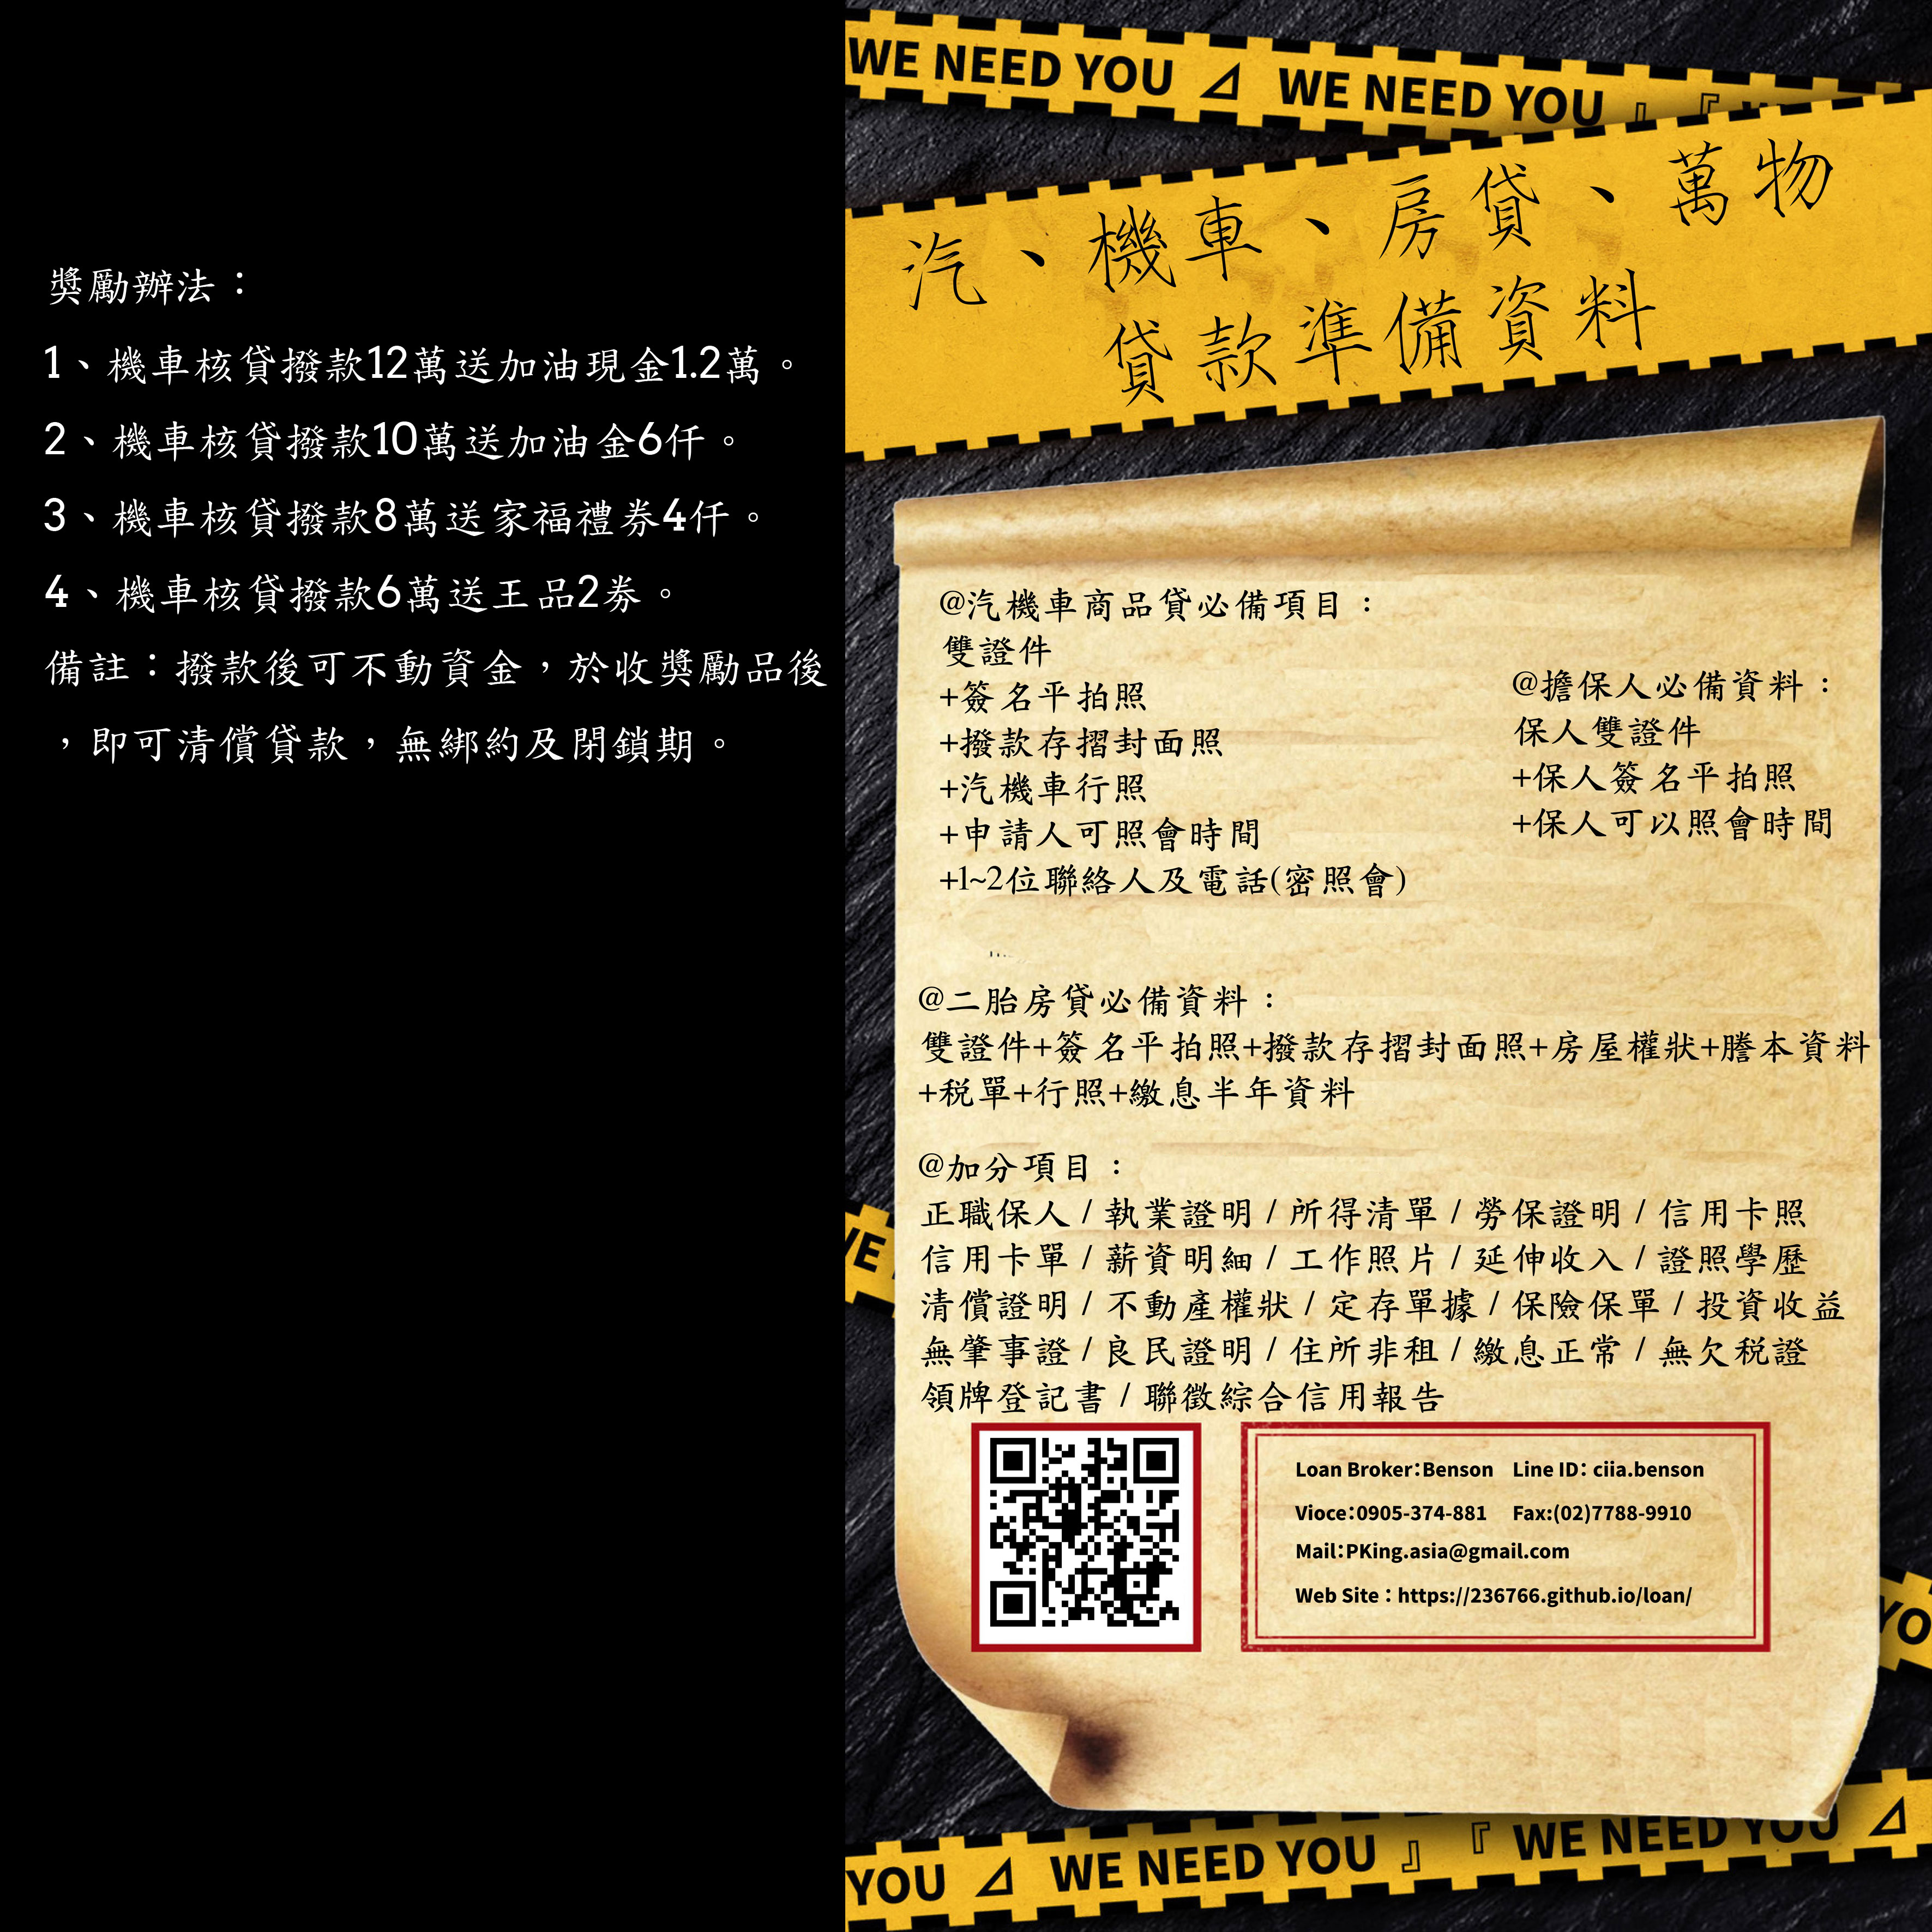 獎勵辦法：
1、機車核貸撥款12萬送加油現金1.2萬。
2、機車核貸撥款10萬送加油金6仟。
3、機車核貸撥款8萬送家福禮券4仟。
4、機車核貸撥款6萬送王品2券。
備註：撥款後可不動資金，於收獎勵品後
，即可清償貸款，無綁約及閉鎖期。
WE NEED YOU ⊿ WE NEED YOU 』『
汽、機車、房貸、萬物
貸款準備資料
@汽機車商品貸必備項目：
雙證件
+簽名平拍照
+撥款存摺封面照
+汽機車行照
+申請人可照會時間
+1~2位聯絡人及電話(密照會)
@擔保人必備資料：
保人雙證件
+保人簽名平拍照
+保人可以照會時間
@二胎房貸必備資料：
雙證件+簽名平拍照+撥款存摺封面照+房屋權狀+謄本資料
+稅單+行照+繳息半年資料
@加分項目：
正職保人 / 執業證明 / 所得清單 / 勞保證明 / 信用卡照
信用卡單 / 薪資明細 / 工作照片 / 延伸收入 / 證照學歷
清償證明 / 不動產權狀 / 定存單據 / 保險保單 / 投資收益
無肇事證 / 良民證明 / 住所非租 / 繳息正常 / 無欠稅證
領牌登記書 / 聯徵綜合信用報告
Loan Broker：Benson Line ID：ciia.benson
Vioce：0905-374-881 Fax:(02)7788-9910
Mail：PKing.asia@gmail.com
Web Site：https://236766.github.io/loan/
YOU ⊿ WE NEED YOU 』『 WE NEED YOU ⊿